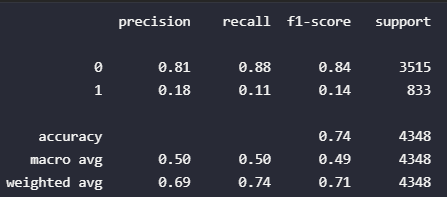 precision recall f1-score support
0 0.81 0.88 0.84 3515
1 0.18 0.11 0.14 833
accuracy 0.74 4348
macro avg 0.50 0.50 0.49 4348
weighted avg 0.69 0.74 0.71 4348